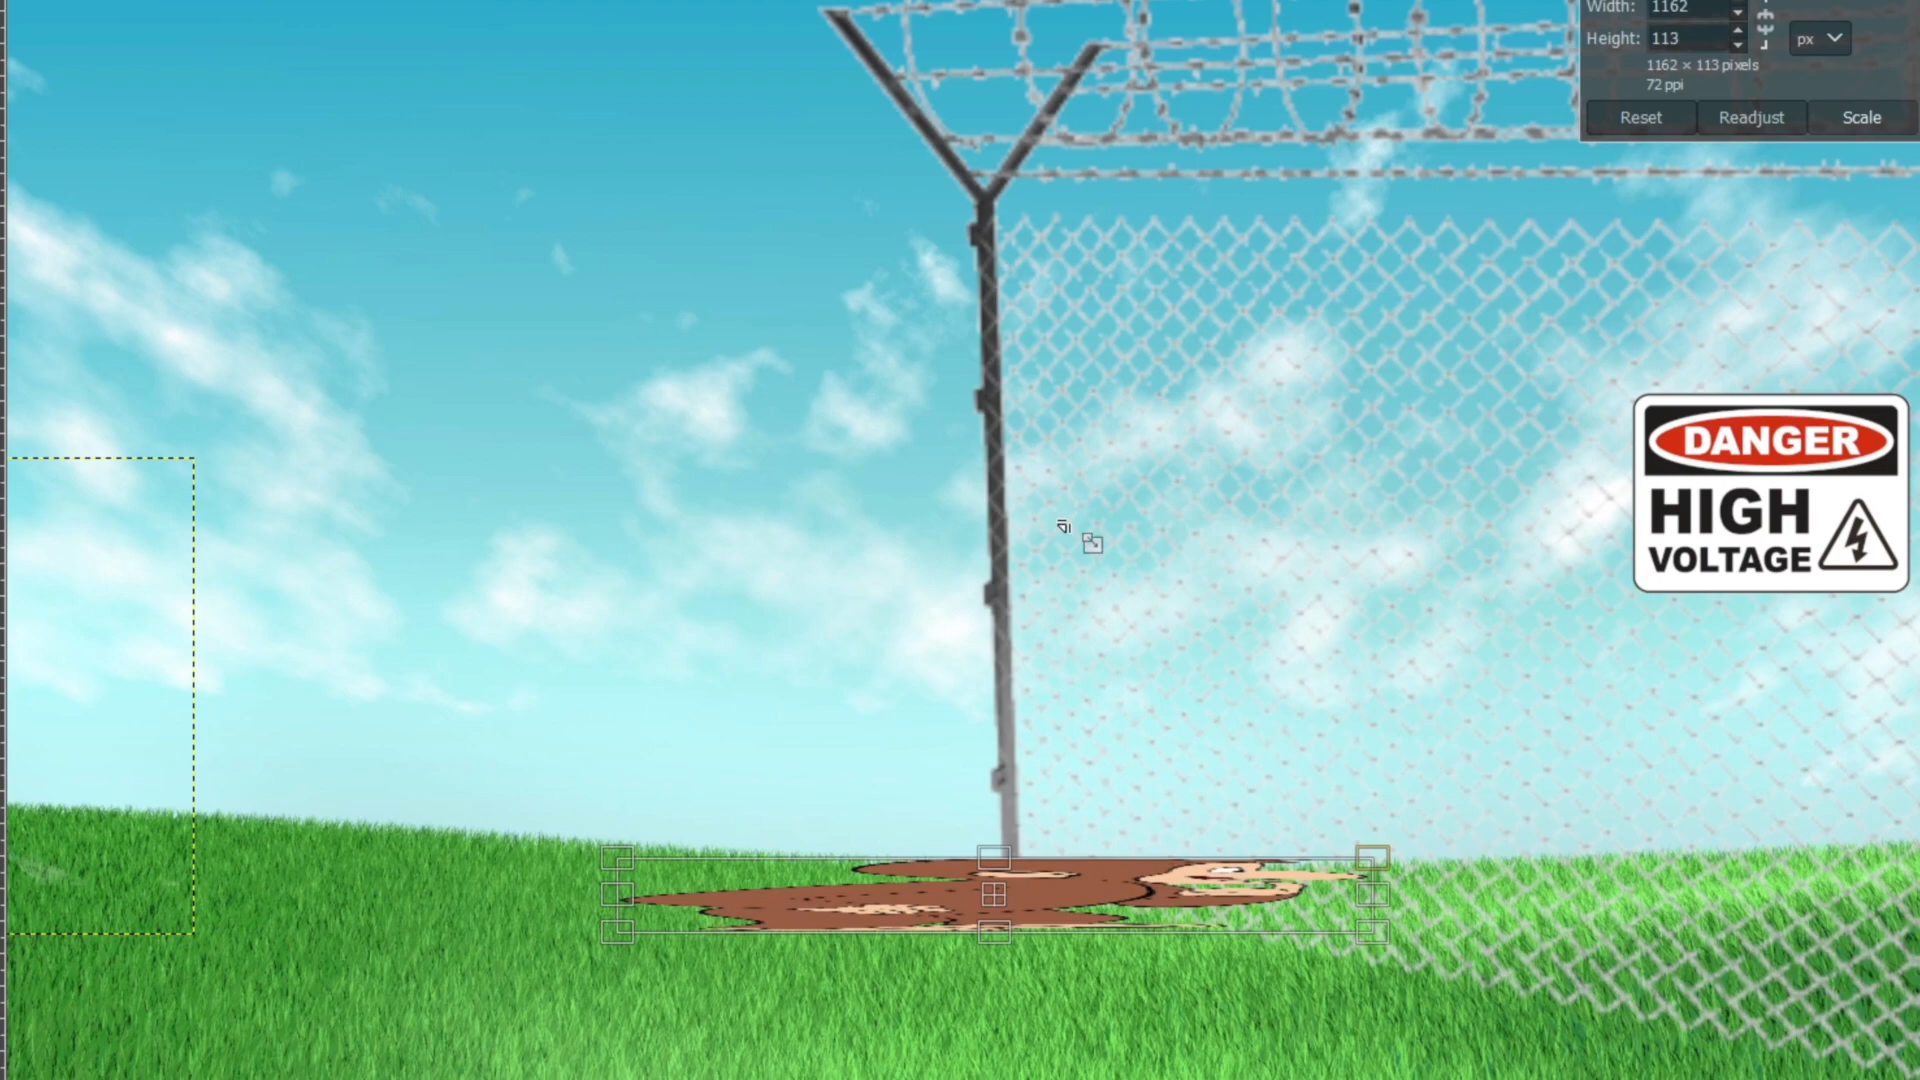 Width: 1162
Height: 113
px
1162 × 113 pixels
72 ppi
Reset Readjust Scale
DANGER
HIGH
VOLTAGE